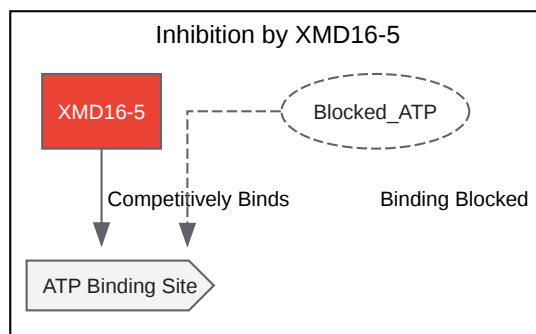 Inhibition by XMD16-5
XMD16-5
Blocked_ATP
Competitively Binds
Binding Blocked
ATP Binding Site